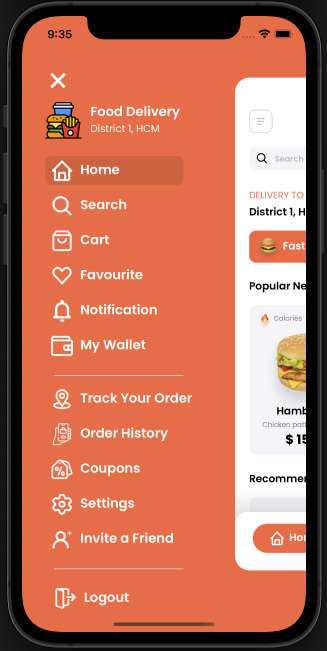 9:35
Food Delivery
District 1, HCM
Home
Search
Cart
Favourite
Notification
My Wallet
Track Your Order
Order History
Coupons
Settings
Invite a Friend
Logout
Search
DELIVERY TO
District 1, H
Fast
Popular Ne
Calories
Hamb
Chicken patt
$ 15
Recommen
Hor